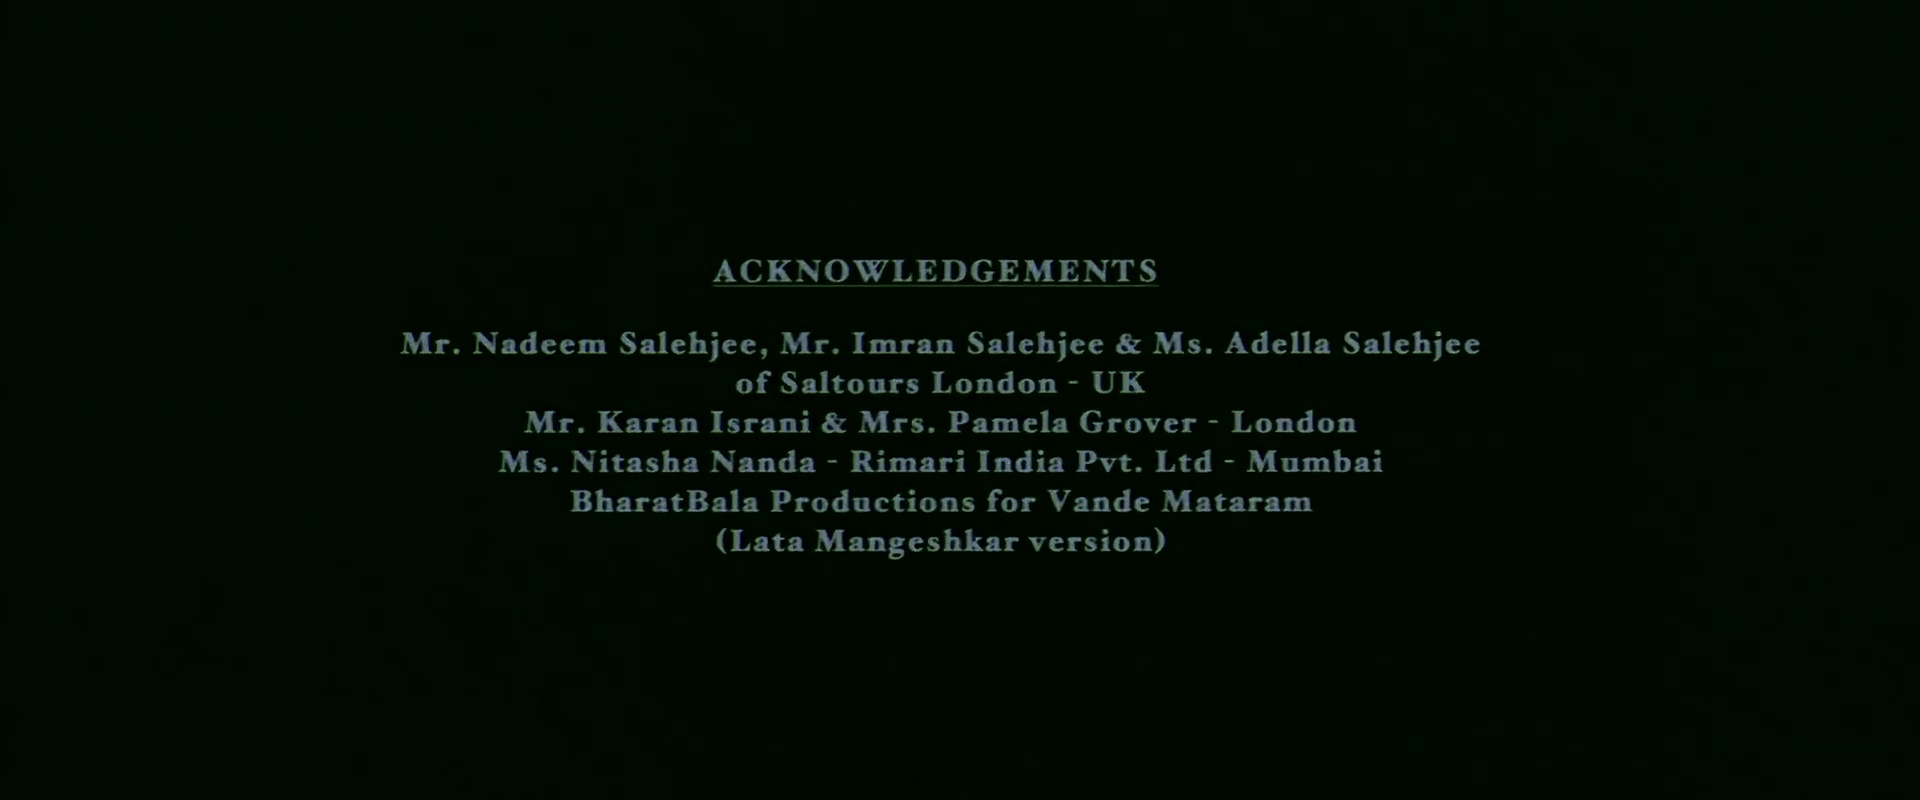 ACKNOWLEDGEMENTS
Mr. Nadeem Salehjee, Mr. Imran Salehjee & Ms. Adella Salehjee
of Saltours London - UK
Mr. Karan Israni & Mrs. Pamela Grover - London
Ms. Nitasha Nanda - Rimari India Pvt. Ltd - Mumbai
BharatBala Productions for Vande Mataram
(Lata Mangeshkar version)